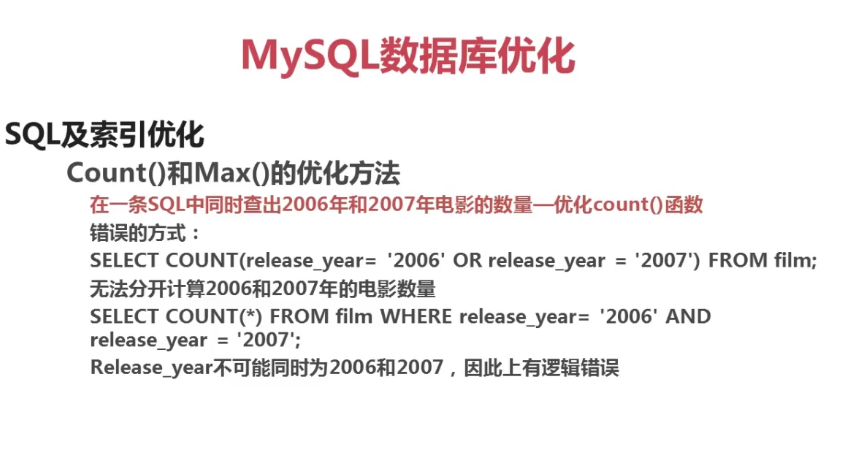 MySQL数据库优化
SQL及索引优化
Count()和Max()的优化方法
在一条SQL中同时查出2006年和2007年电影的数量—优化count()函数
错误的方式：
SELECT COUNT(release_year= '2006' OR release_year = '2007') FROM film;
无法分开计算2006和2007年的电影数量
SELECT COUNT(*) FROM film WHERE release_year= '2006' AND
release_year = '2007';
Release_year不可能同时为2006和2007，因此上有逻辑错误